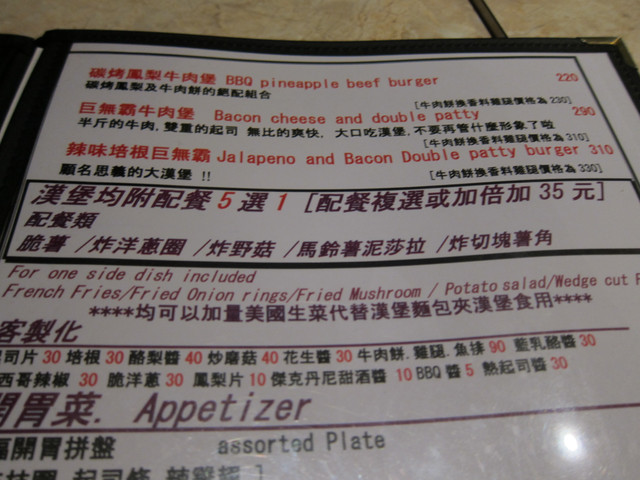 碳烤鳳梨牛肉堡 BBQ pineapple beef burger 220
碳烤鳳梨及牛肉餅的絕配組合
[牛肉餅換香料雞腿價格為 230]
巨無霸牛肉堡 Bacon cheese and double patty 290
半斤的牛肉,雙重的起司 無比的爽快, 大口吃漢堡,不要再管什麼形象了啦
[牛肉餅換香料雞腿價格為 310]
辣味培根巨無霸 Jalapeno and Bacon Double patty burger 310
顧名思義的大漢堡 !!
[牛肉餅換香料雞腿價格為 330]
漢堡均附配餐 5 選 1 [配餐複選或加倍加 35 元]
配餐類
脆薯 /炸洋蔥圈 /炸野菇 /馬鈴薯泥莎拉 /炸切塊薯角
For one side dish included
French Fries/Fried Onion rings/Fried Mushroom / Potato salad/Wedge cut
****均可以加量美國生菜代替漢堡麵包夾漢堡食用****
客製化
司片 30 培根 30 酪梨醬 40 炒磨菇 40 花生醬 30 牛肉餅.雞腿.魚排 90 藍乳酪醬 30
西哥辣椒 30 脆洋蔥 30 鳳梨片 10 傑克丹尼甜酒醬 10 BBQ 醬 5 熱起司醬 30
開胃菜. Appetizer
開胃拼盤 assorted Plate